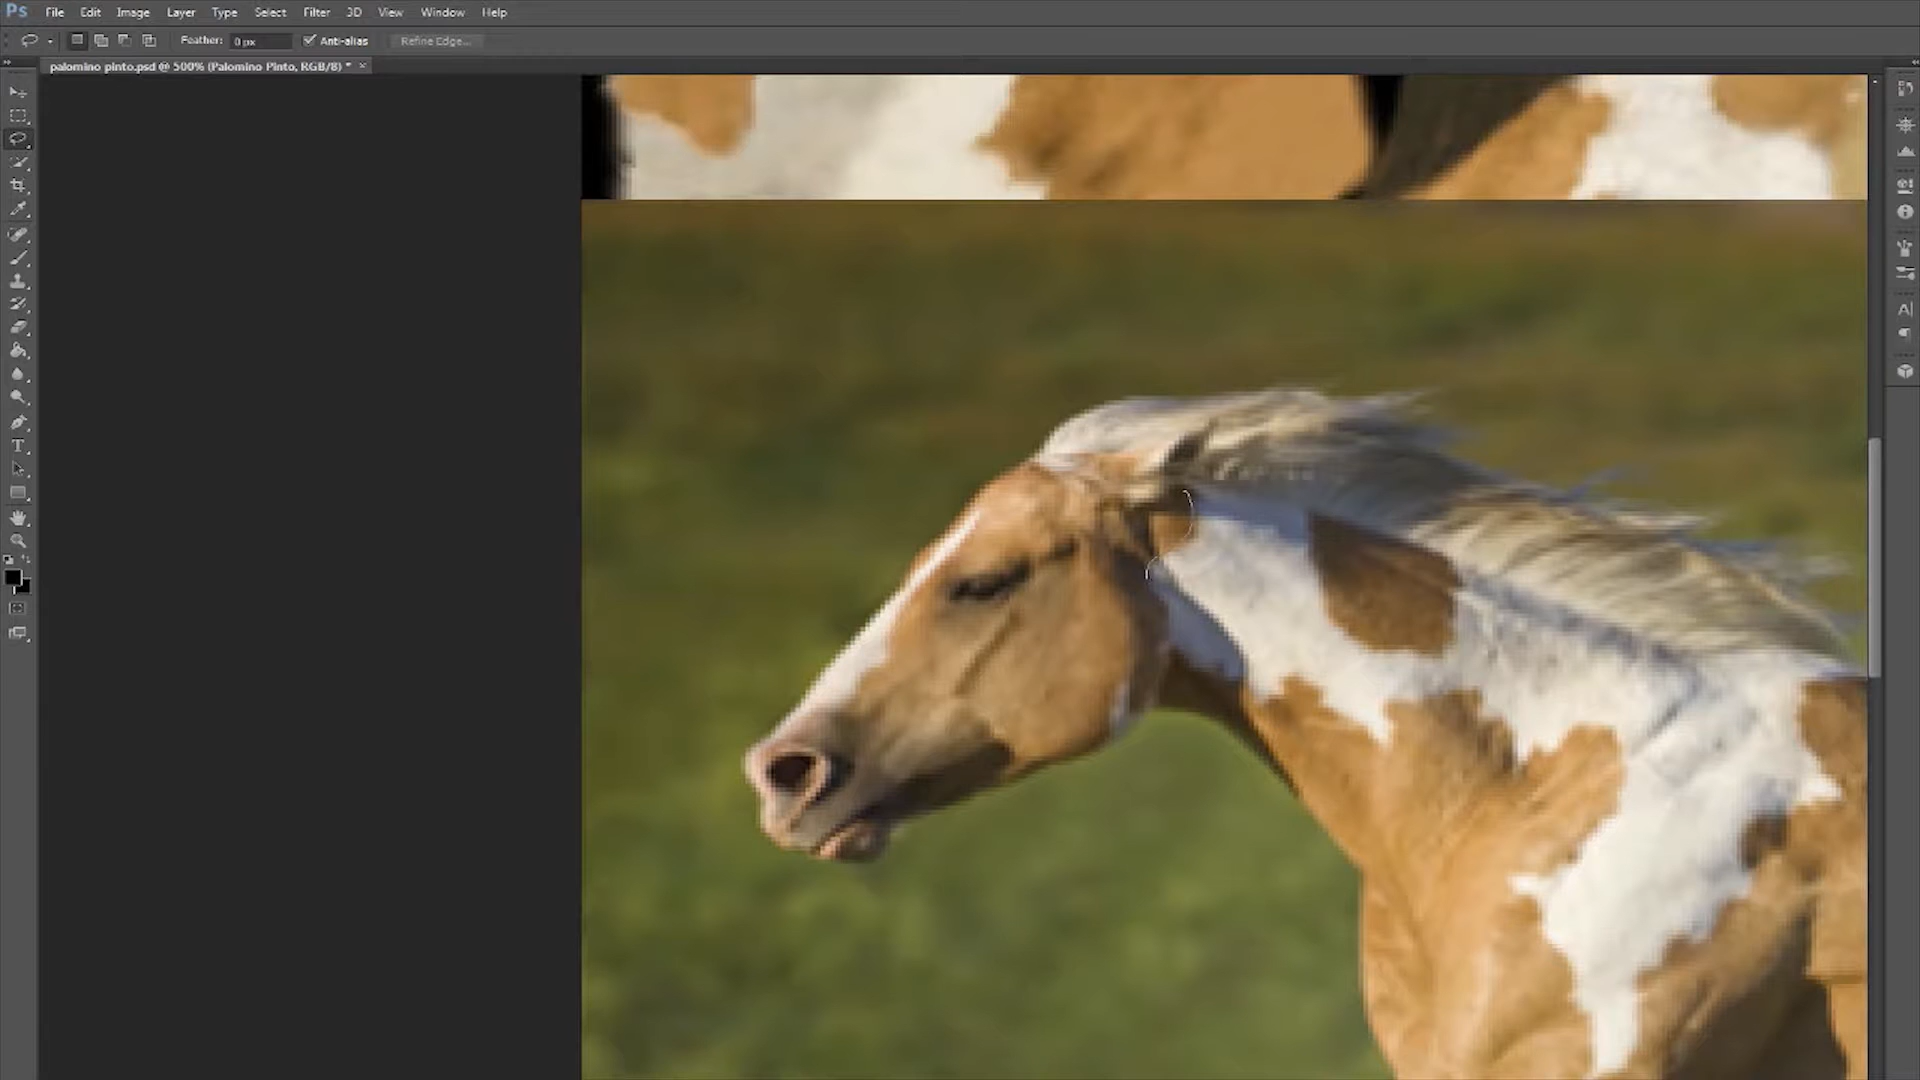 Ps File Edit Image Layer Type Select Filter 3D View Window Help
Feather: 0 px Anti-alias Refine Edge...
palomino pinto.psd @ 500% (Palomino Pinto, RGB/8) *